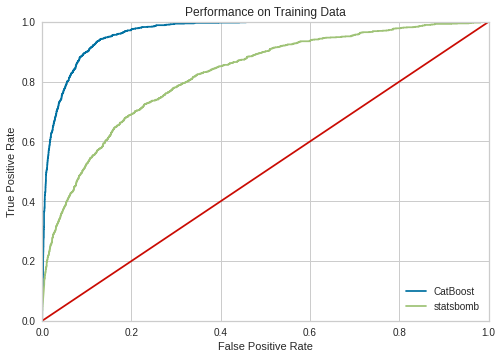 Performance on Training Data
True Positive Rate
1.0
0.8
0.6
0.4
0.2
0.0
CatBoost
statsbomb
0.0 0.2 0.4 0.6 0.8 1.0
False Positive Rate